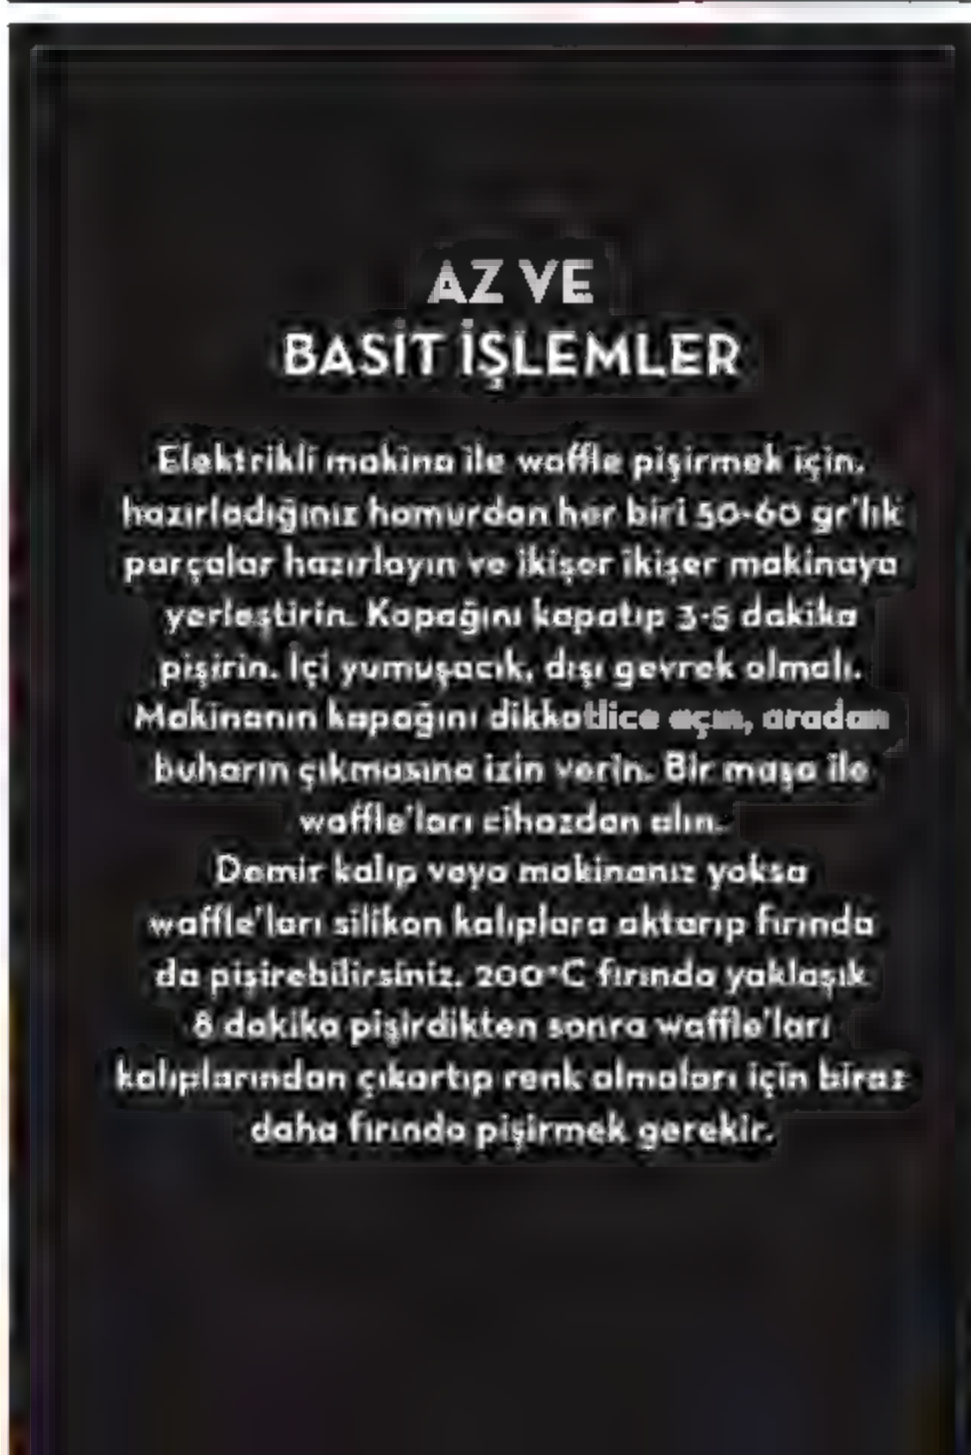 AZ VE
BASİT İŞLEMLER
Elektrikli makina ile waffle pişirmek için,
hazırladığınız hamurdan her biri 50-60 gr'lık
parçalar hazırlayın ve ikişer ikişer makinaya
yerleştirin. Kapağını kapatıp 3-5 dakika
pişirin. İçi yumuşacık, dışı gevrek olmalı.
Makinanın kapağını dikkatlice açın, aradan
buharın çıkmasına izin verin. Bir maşa ile
waffle'ları cihazdan alın.
Demir kalıp veya makinanız yoksa
waffle'ları silikon kalıplara aktarıp fırında
da pişirebilirsiniz. 200°C fırında yaklaşık
8 dakika pişirdikten sonra waffle'ları
kalıplarından çıkartıp renk almaları için biraz
daha fırında pişirmek gerekir.